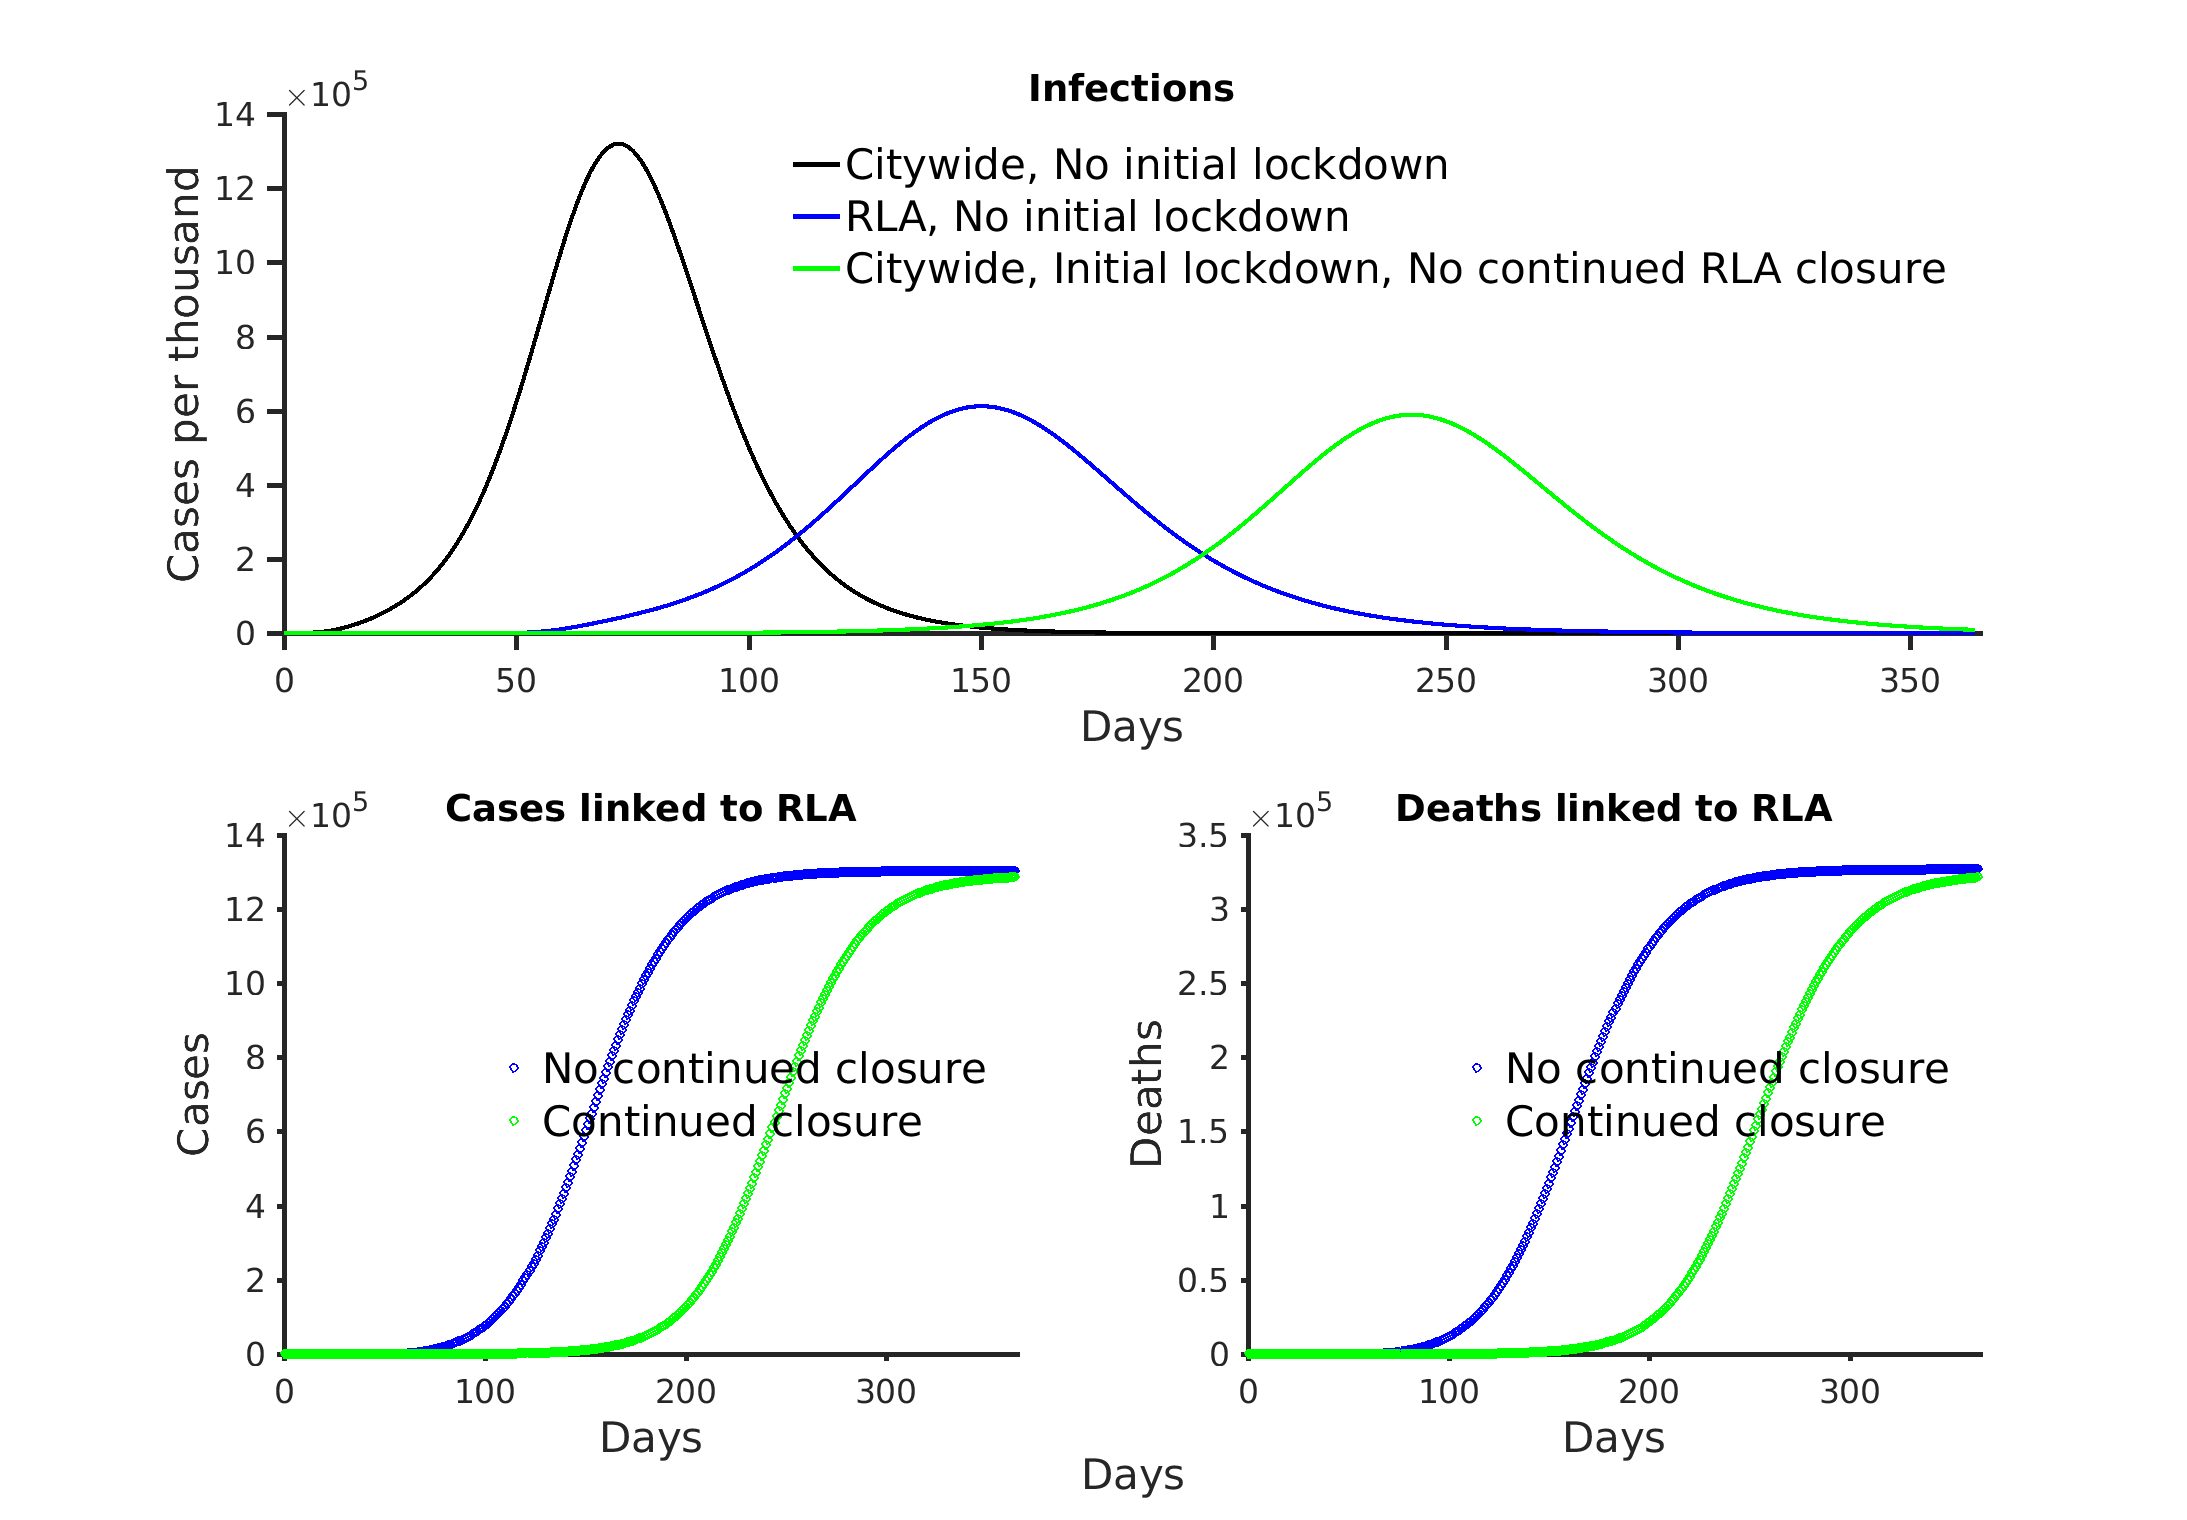 Infections
×10^5
14
12
10
8
6
4
2
0
Cases per thousand
Citywide, No initial lockdown
RLA, No initial lockdown
Citywide, Initial lockdown, No continued RLA closure
0 50 100 150 200 250 300 350
Days
Cases linked to RLA
×10^5
14
12
10
8
6
4
2
0
Cases
No continued closure
Continued closure
0 100 200 300
Days
Deaths linked to RLA
×10^5
3.5
3
2.5
2
1.5
1
0.5
0
Deaths
No continued closure
Continued closure
0 100 200 300
Days
Days